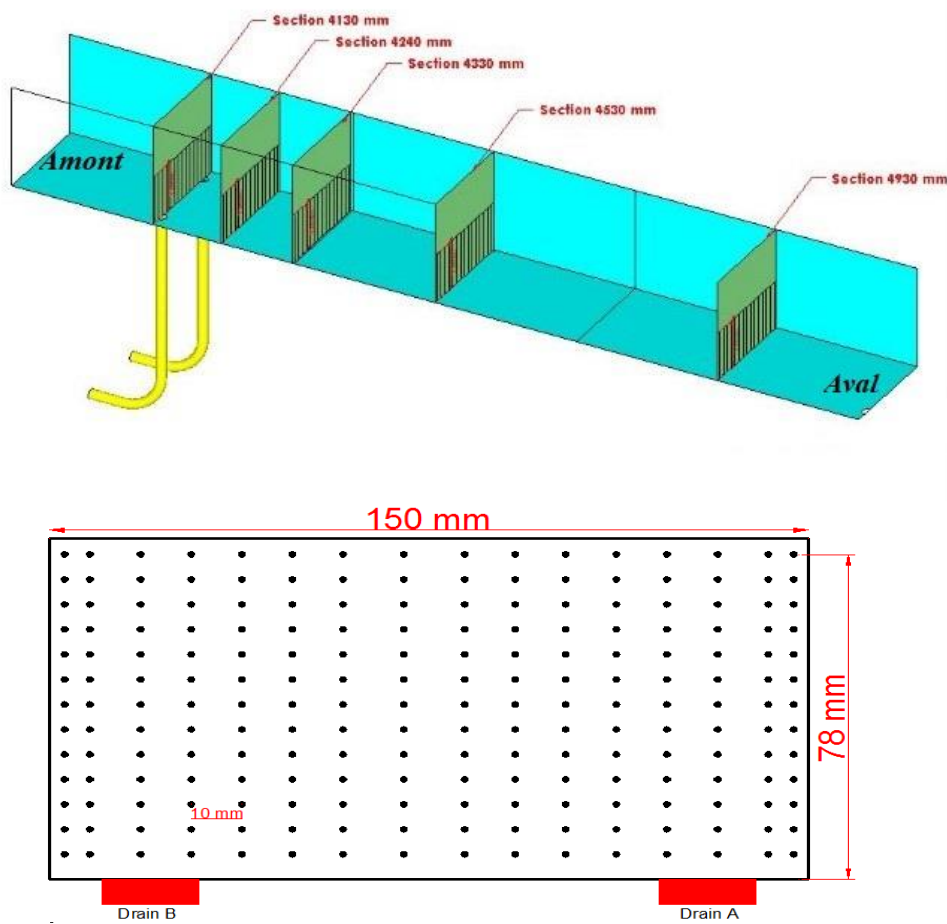 Section 4130 mm
Section 4240 mm
Section 4330 mm
Section 4530 mm
Section 4930 mm
Amont
Aval
150 mm
78 mm
10 mm
Drain B
Drain A